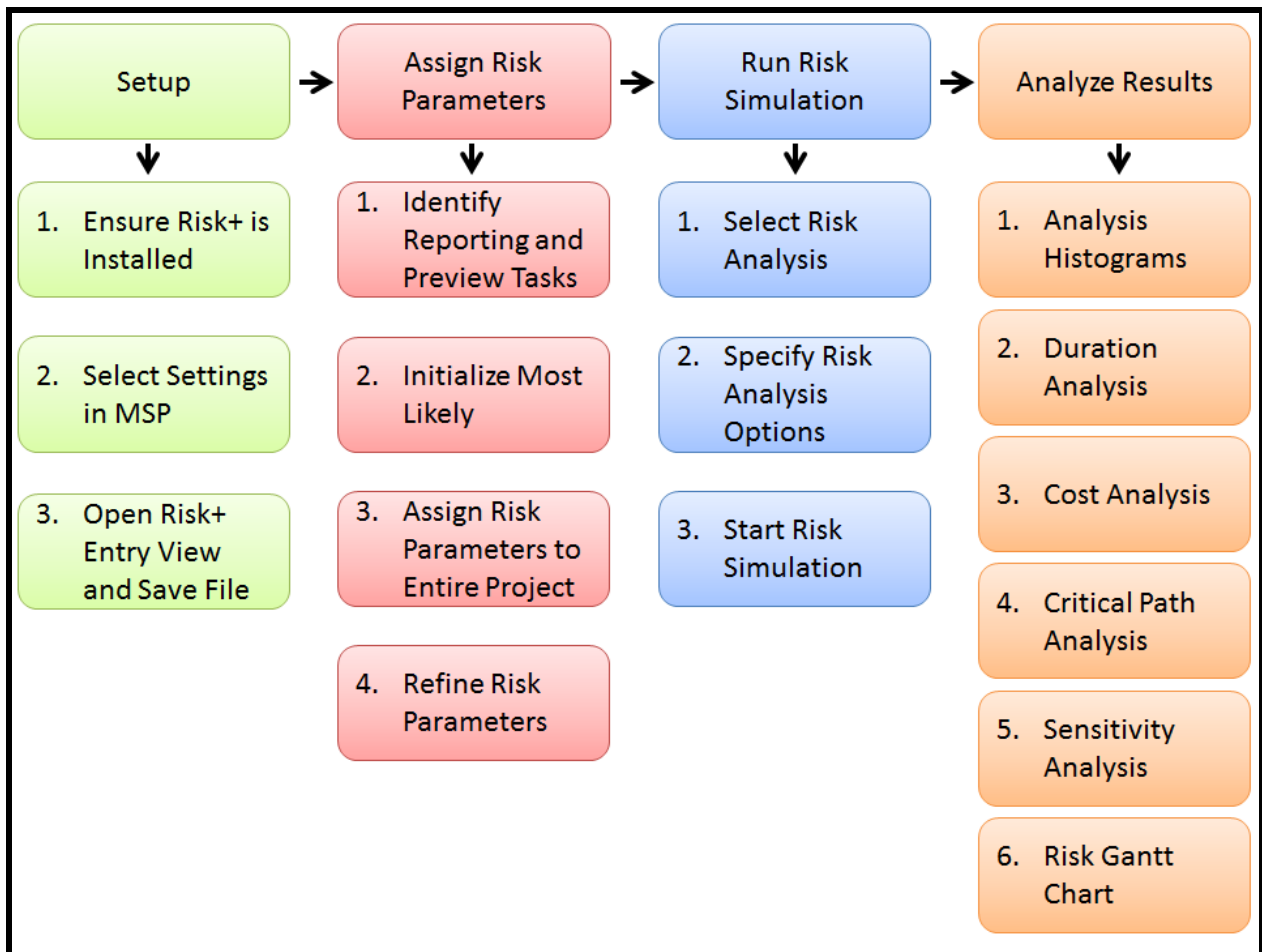 Setup
Assign Risk
Parameters
Run Risk
Simulation
Analyze Results
1. Ensure Risk+ is
Installed
2. Select Settings
in MSP
3. Open Risk+
Entry View
and Save File
1. Identify
Reporting and
Preview Tasks
2. Initialize Most
Likely
3. Assign Risk
Parameters to
Entire Project
4. Refine Risk
Parameters
1. Select Risk
Analysis
2. Specify Risk
Analysis
Options
3. Start Risk
Simulation
1. Analysis
Histograms
2. Duration
Analysis
3. Cost Analysis
4. Critical Path
Analysis
5. Sensitivity
Analysis
6. Risk Gantt
Chart